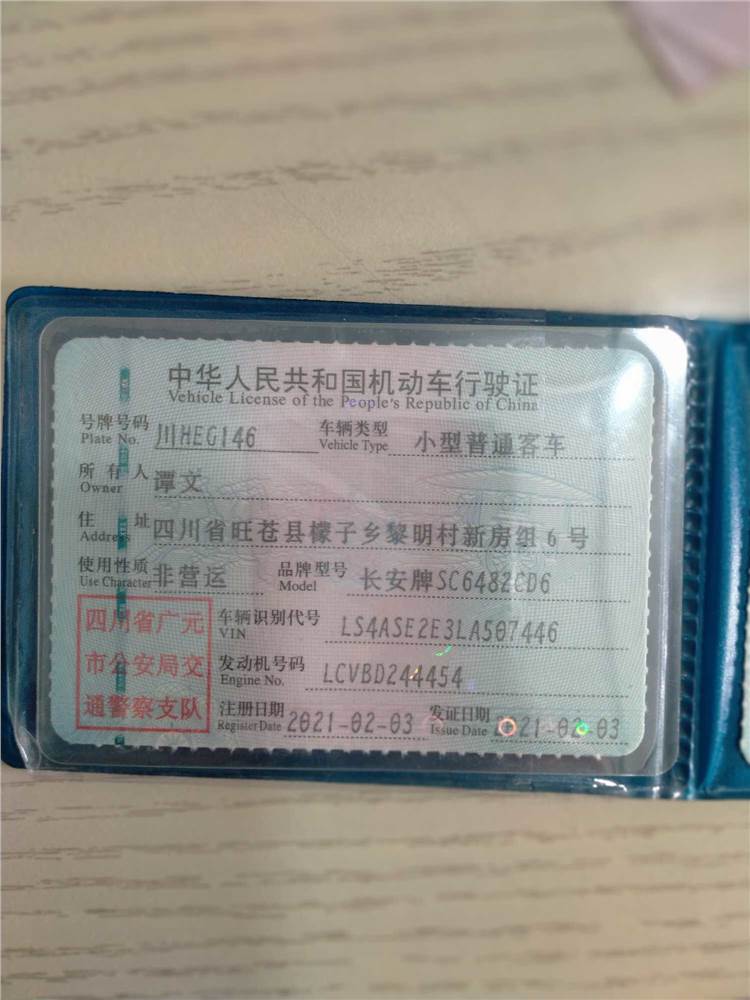 中华人民共和国机动车行驶证
Vehicle License of the People's Republic of China
号牌号码 川HEG146 车辆类型 小型普通客车
Plate No. Vehicle Type
所有人 谭文
Owner
住址 四川省旺苍县檬子乡黎明村新房组6号
Address
使用性质 非营运 品牌型号 长安牌SC6482CD6
Use Character Model
四川省广元
市公安局交
通警察支队
车辆识别代号 LS4ASE2E3LA507446
VIN
发动机号码 LCVBD244454
Engine No.
注册日期 2021-02-03 发证日期 2021-02-03
Register Date Issue Date